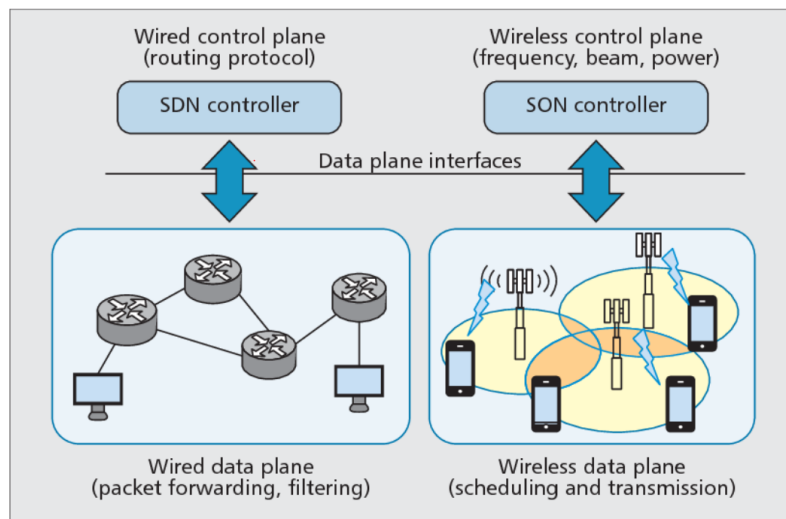 Wired control plane
(routing protocol)
Wireless control plane
(frequency, beam, power)
SDN controller
SON controller
Data plane interfaces
Wired data plane
(packet forwarding, filtering)
Wireless data plane
(scheduling and transmission)